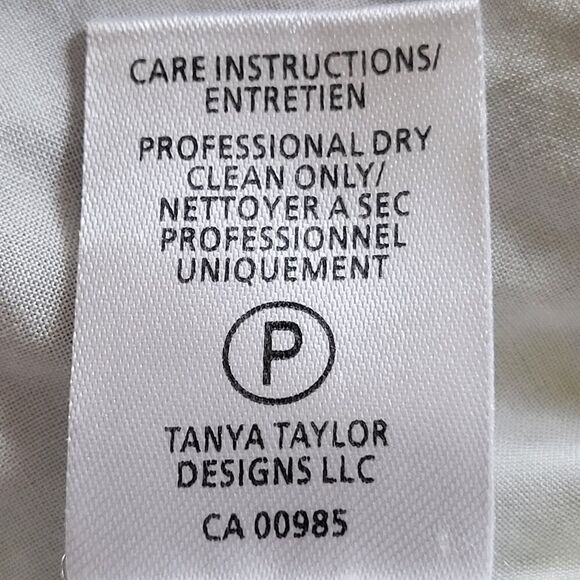 CARE INSTRUCTIONS/
ENTRETIEN
PROFESSIONAL DRY
CLEAN ONLY/
NETTOYER A SEC
PROFESSIONNEL
UNIQUEMENT
P
TANYA TAYLOR
DESIGNS LLC
CA 00985